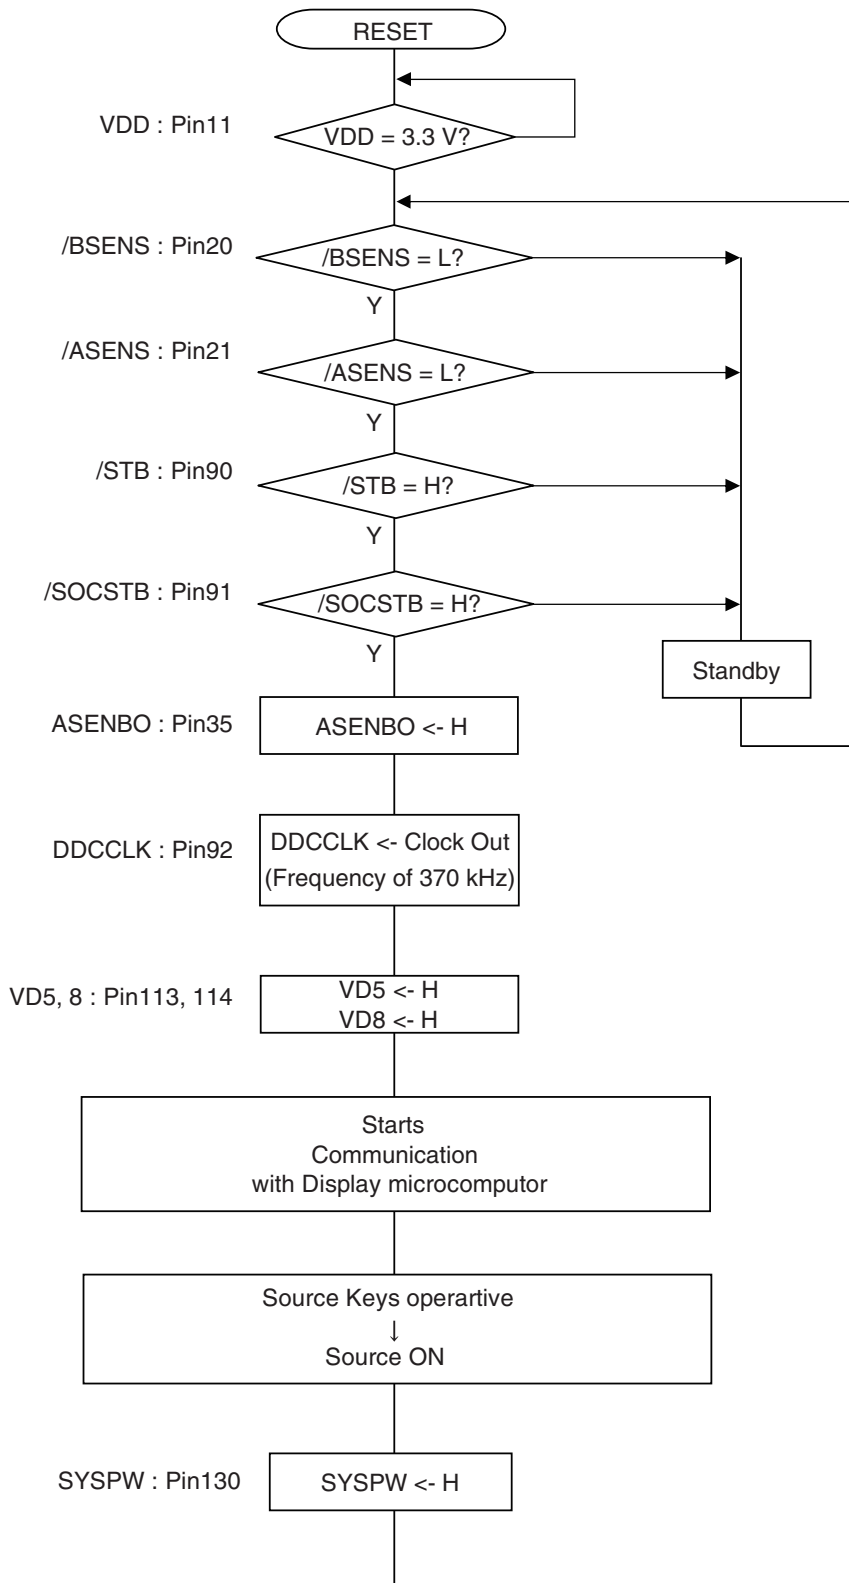 RESET
VDD : Pin11
VDD = 3.3 V?
/BSENS : Pin20
/BSENS = L?
Y
/ASENS : Pin21
/ASENS = L?
Y
/STB : Pin90
/STB = H?
Y
/SOCSTB : Pin91
/SOCSTB = H?
Y
Standby
ASENBO : Pin35
ASENBO <- H
DDCCLK : Pin92
DDCCLK <- Clock Out
(Frequency of 370 kHz)
VD5, 8 : Pin113, 114
VD5 <- H
VD8 <- H
Starts
Communication
with Display microcomputor
Source Keys operartive
↓
Source ON
SYSPW : Pin130
SYSPW <- H